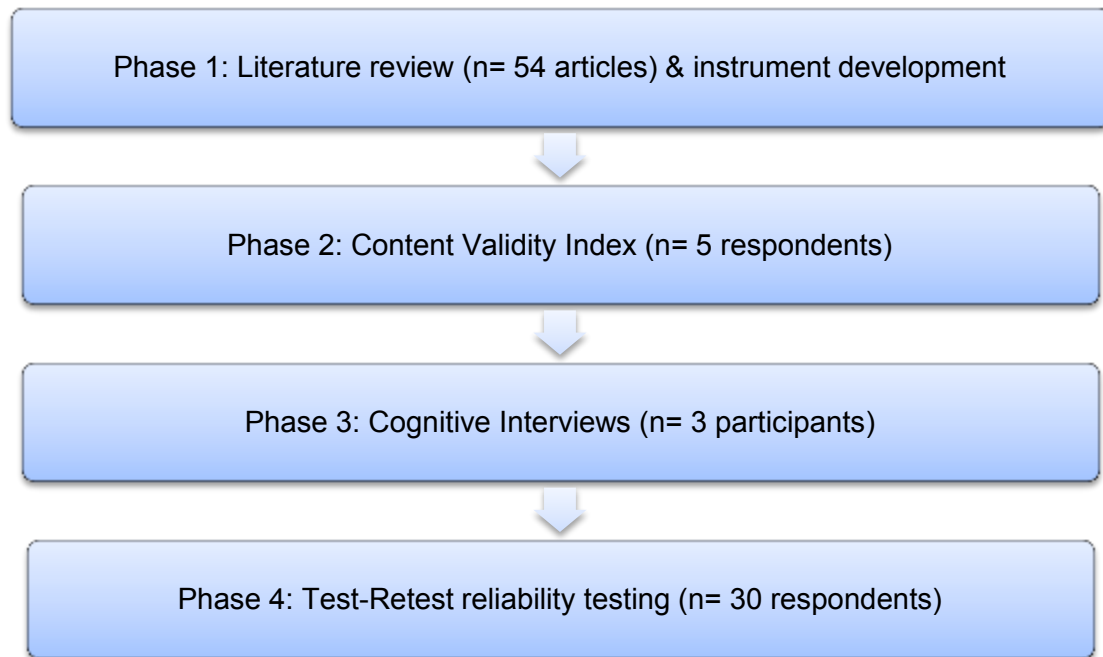 Phase 1: Literature review (n= 54 articles) & instrument development
Phase 2: Content Validity Index (n= 5 respondents)
Phase 3: Cognitive Interviews (n= 3 participants)
Phase 4: Test-Retest reliability testing (n= 30 respondents)